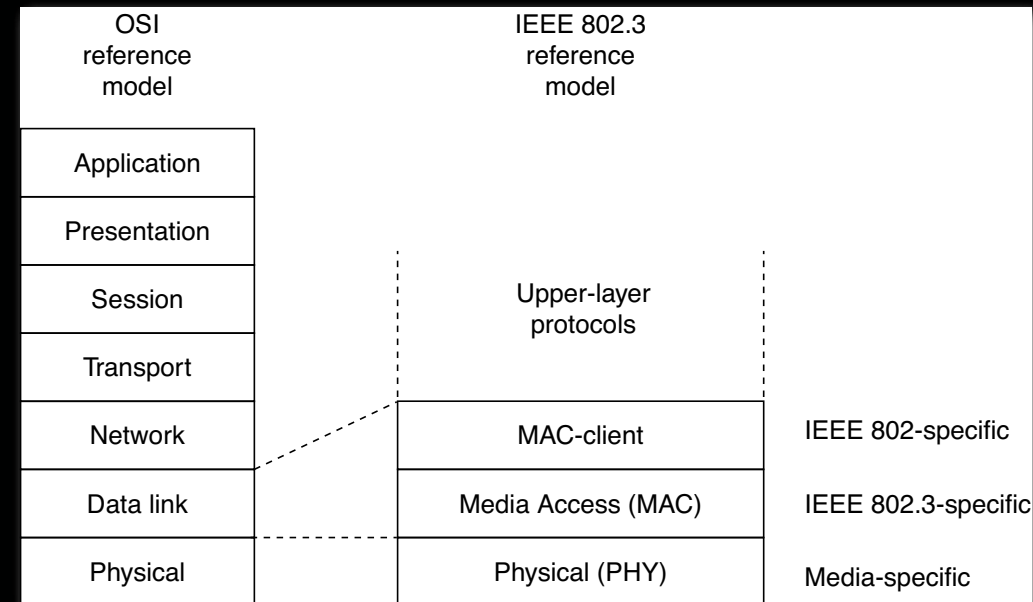 OSI
reference
model
IEEE 802.3
reference
model
Application
Presentation
Session
Transport
Network
Data link
Physical
Upper-layer
protocols
MAC-client
Media Access (MAC)
Physical (PHY)
IEEE 802-specific
IEEE 802.3-specific
Media-specific